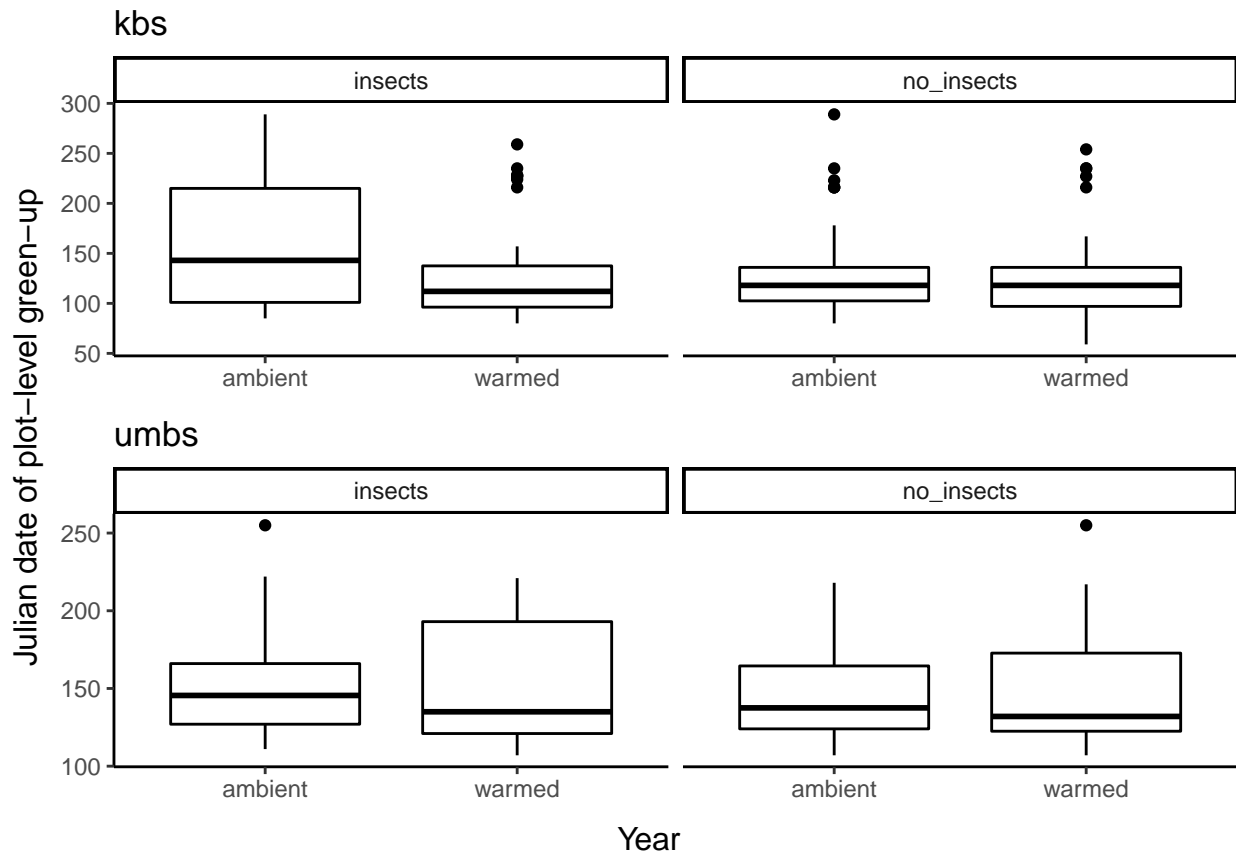 kbs
insects no_insects
300
250
200
150
100
50
ambient warmed ambient warmed
umbs
insects no_insects
250
200
150
100
ambient warmed ambient warmed
Julian date of plot−level green−up
Year